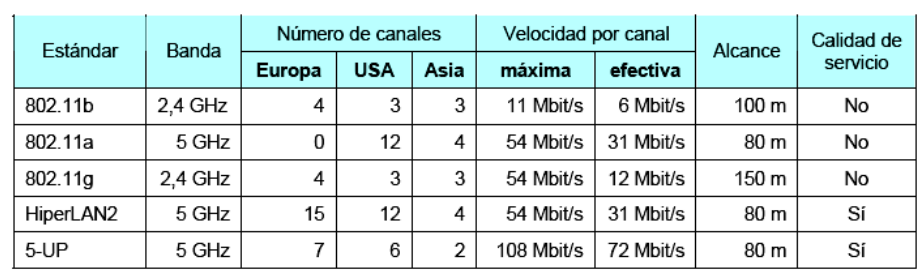 Estándar Banda Número de canales Velocidad por canal Alcance Calidad de servicio
Europa USA Asia máxima efectiva
802.11b 2,4 GHz 4 3 3 11 Mbit/s 6 Mbit/s 100 m No
802.11a 5 GHz 0 12 4 54 Mbit/s 31 Mbit/s 80 m No
802.11g 2,4 GHz 4 3 3 54 Mbit/s 12 Mbit/s 150 m No
HiperLAN2 5 GHz 15 12 4 54 Mbit/s 31 Mbit/s 80 m Sí
5-UP 5 GHz 7 6 2 108 Mbit/s 72 Mbit/s 80 m Sí